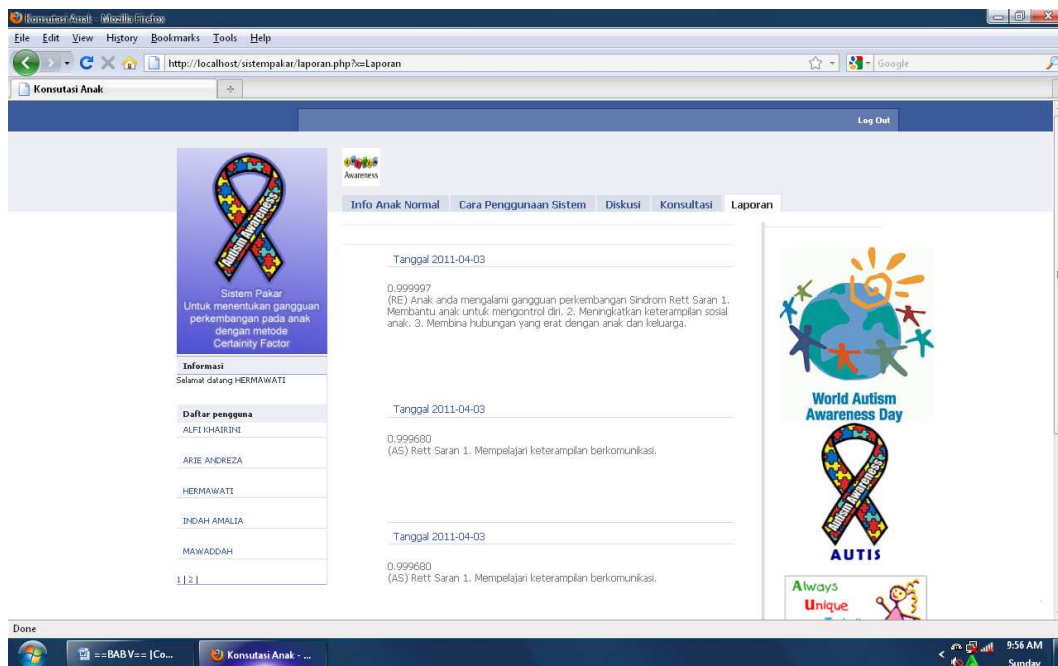 Konsutasi Anak - Mozilla Firefox
File Edit View History Bookmarks Tools Help
http://localhost/sistempakar/laporan.php?x=Laporan
Google
Konsutasi Anak
Log Out
Autism Awareness
Sistem Pakar
Untuk menentukan gangguan
perkembangan pada anak
dengan metode
Certainity Factor
Awareness
Info Anak Normal Cara Penggunaan Sistem Diskusi Konsultasi Laporan
Informasi
Selamat datang HERMAWATI
Daftar pengguna
ALFI KHAIRINI
ARIE ANDREZA
HERMAWATI
INDAH AMALIA
MAWADDAH
1 | 2 |
Tanggal 2011-04-03
0.999997
(RE) Anak anda mengalami gangguan perkembangan Sindrom Rett Saran 1.
Membantu anak untuk mengontrol diri. 2. Meningkatkan keterampilan sosial
anak. 3. Membina hubungan yang erat dengan anak dan keluarga.
Tanggal 2011-04-03
0.999680
(AS) Rett Saran 1. Mempelajari keterampilan berkomunikasi.
Tanggal 2011-04-03
0.999680
(AS) Rett Saran 1. Mempelajari keterampilan berkomunikasi.
World Autism
Awareness Day
Autism Awareness
AUTIS
Always
Unique
Done
==BAB V== [Co...
Konsutasi Anak - ...
9:56 AM
Sunday